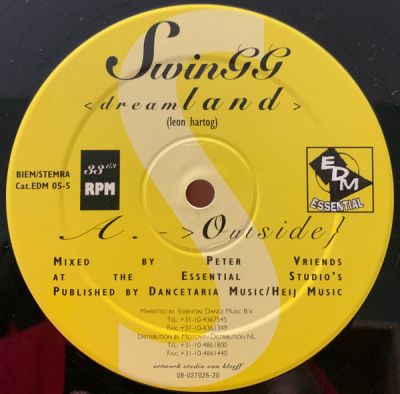 SwinGG
<dreamland>
(leon hartog)
BIEM/STEMRA
Cat.EDM 05-5
33 1/3
RPM
EDM
ESSENTIAL
A. -> Outside}
Mixed by Peter Vriends
at the Essential Studio's
Published by Dancetaria Music/Heij Music
Marketed by Essential Dance Music B.V.
Tel: +31-10-4367545
Fax: +31-10-4361349
Distribution by Midtown Distribution NL.
Tel: +31-10-4861800
Fax: +31-10-4861440
artwork studio van kleeff
08-027026-20